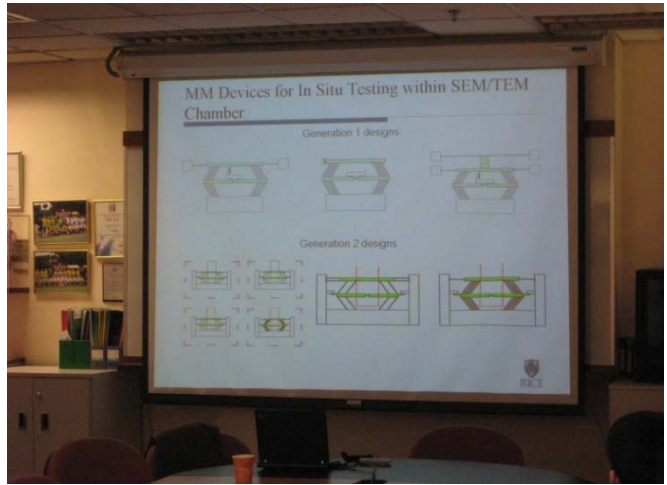 MM Devices for In Situ Testing within SEM/TEM
Chamber
Generation 1 designs
Generation 2 designs
RICE